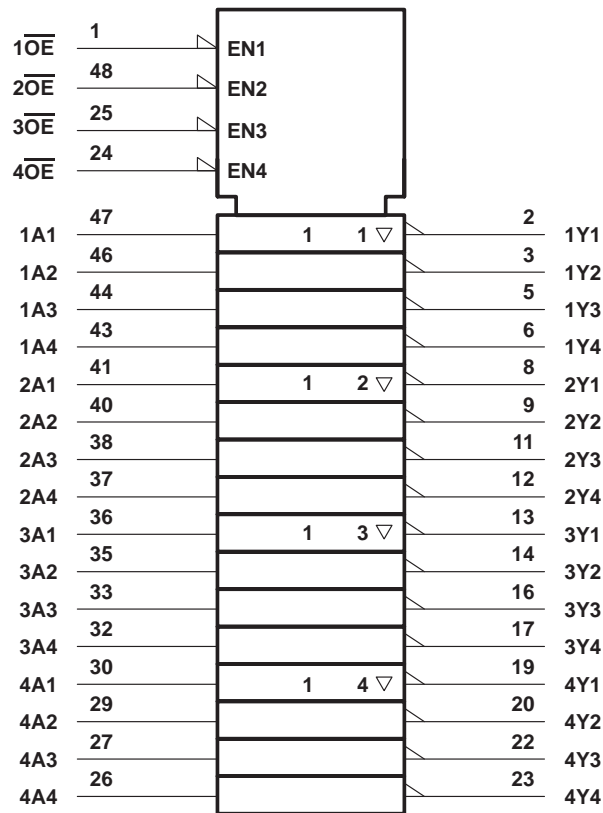 1O̅E̅ 1 EN1
2O̅E̅ 48 EN2
3O̅E̅ 25 EN3
4O̅E̅ 24 EN4
1A1 47 1 1 ▽ 2 1Y1
1A2 46 3 1Y2
1A3 44 5 1Y3
1A4 43 6 1Y4
2A1 41 1 2 ▽ 8 2Y1
2A2 40 9 2Y2
2A3 38 11 2Y3
2A4 37 12 2Y4
3A1 36 1 3 ▽ 13 3Y1
3A2 35 14 3Y2
3A3 33 16 3Y3
3A4 32 17 3Y4
4A1 30 1 4 ▽ 19 4Y1
4A2 29 20 4Y2
4A3 27 22 4Y3
4A4 26 23 4Y4